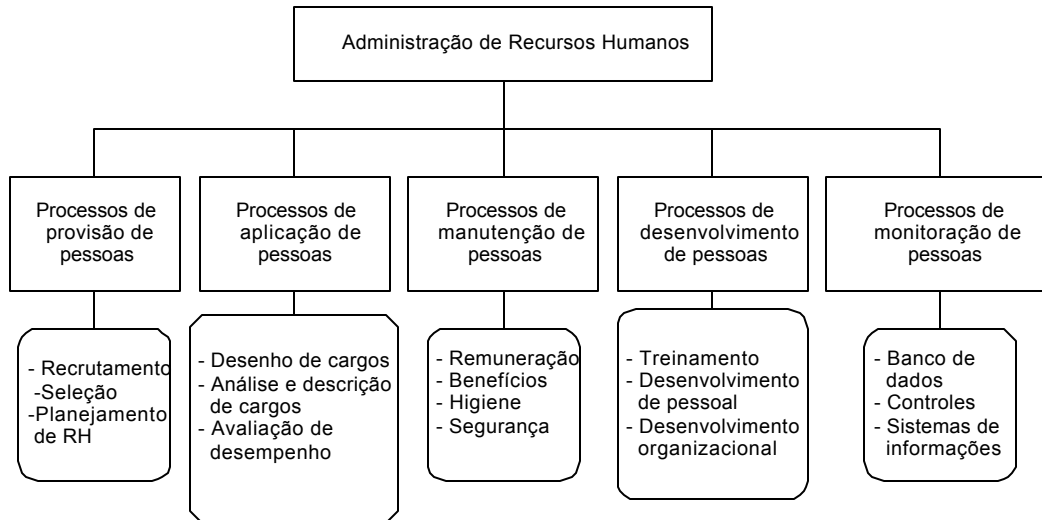 Administração de Recursos Humanos
Processos de
provisão de
pessoas
Processos de
aplicação de
pessoas
Processos de
manutenção de
pessoas
Processos de
desenvolvimento
de pessoas
Processos de
monitoração de
pessoas
- Recrutamento
-Seleção
-Planejamento
de RH
- Desenho de cargos
- Análise e descrição
de cargos
- Avaliação de
desempenho
- Remuneração
- Benefícios
- Higiene
- Segurança
- Treinamento
- Desenvolvimento
de pessoal
- Desenvolvimento
organizacional
- Banco de
dados
- Controles
- Sistemas de
informações